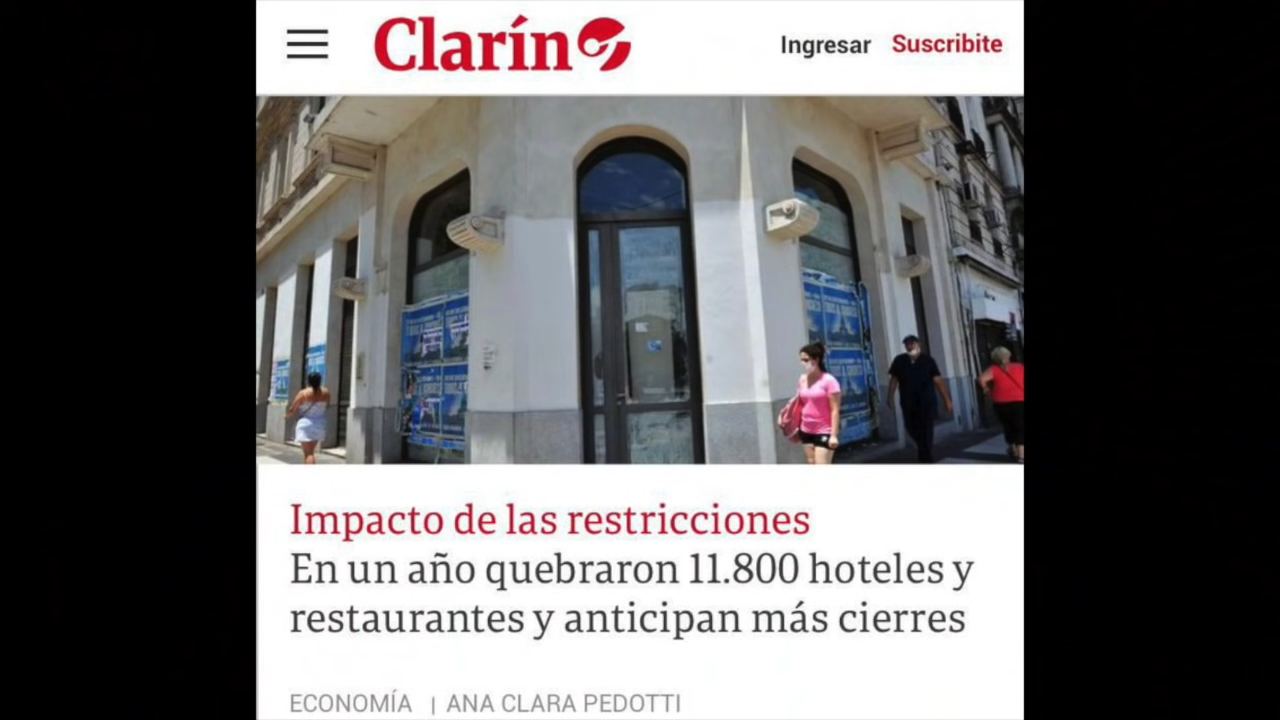 Clarín
Ingresar Suscribite
Impacto de las restricciones
En un año quebraron 11.800 hoteles y
restaurantes y anticipan más cierres
ECONOMÍA | ANA CLARA PEDOTTI